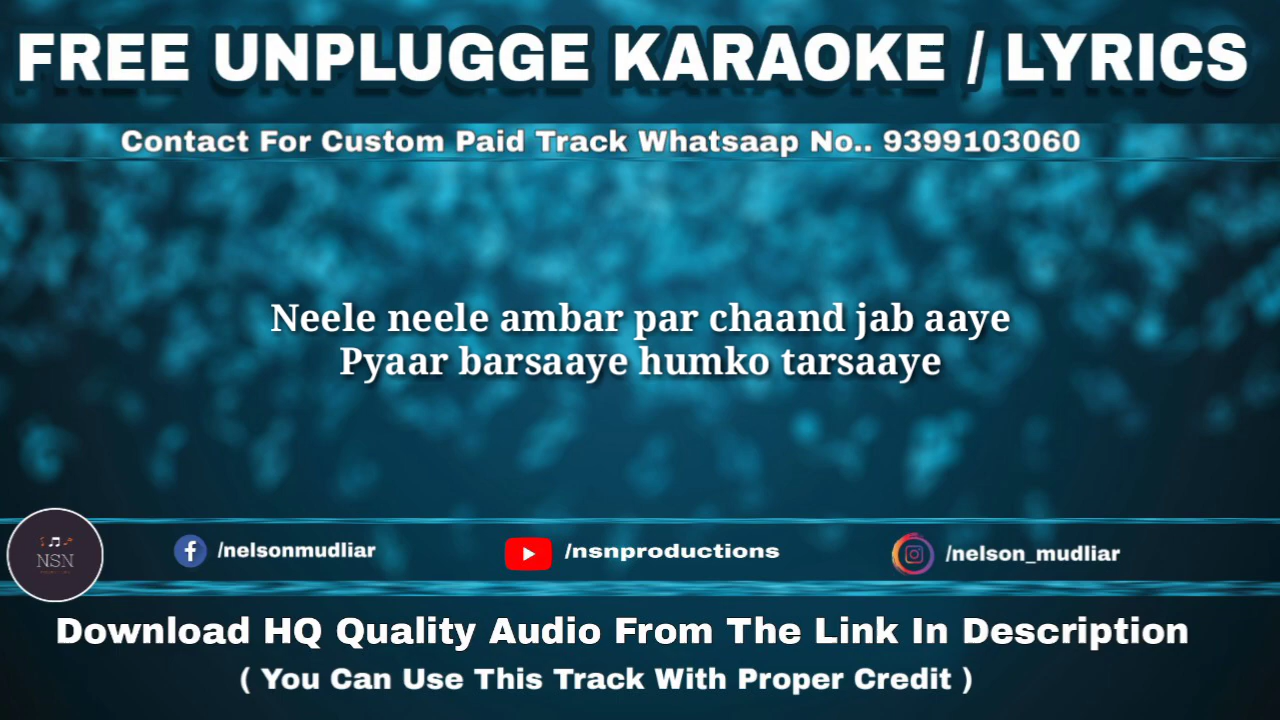 FREE UNPLUGGE KARAOKE / LYRICS
Contact For Custom Paid Track Whatsaap No.. 9399103060
Neele neele ambar par chaand jab aaye
Pyaar barsaaye humko tarsaaye
NSN
/nelsonmudliar
/nsnproductions
/nelson_mudliar
Download HQ Quality Audio From The Link In Description
( You Can Use This Track With Proper Credit )